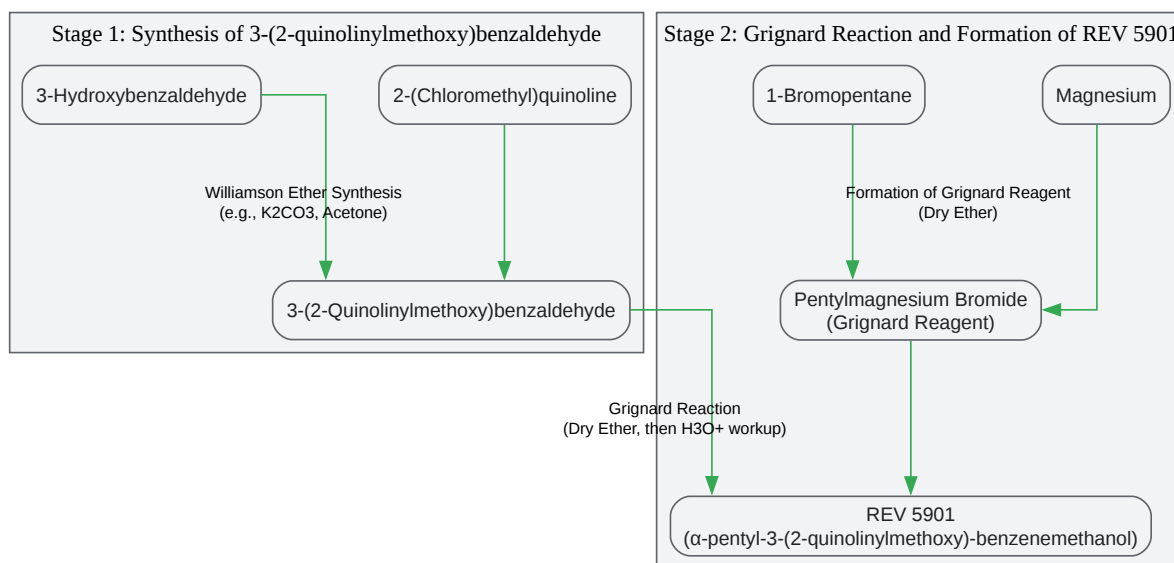 Stage 1: Synthesis of 3-(2-quinolinylmethoxy)benzaldehyde
3-Hydroxybenzaldehyde
2-(Chloromethyl)quinoline
Williamson Ether Synthesis
(e.g., K2CO3, Acetone)
3-(2-Quinolinylmethoxy)benzaldehyde
Stage 2: Grignard Reaction and Formation of REV 5901
1-Bromopentane
Magnesium
Formation of Grignard Reagent
(Dry Ether)
Pentylmagnesium Bromide
(Grignard Reagent)
Grignard Reaction
(Dry Ether, then H3O+ workup)
REV 5901
(α-pentyl-3-(2-quinolinylmethoxy)-benzenemethanol)